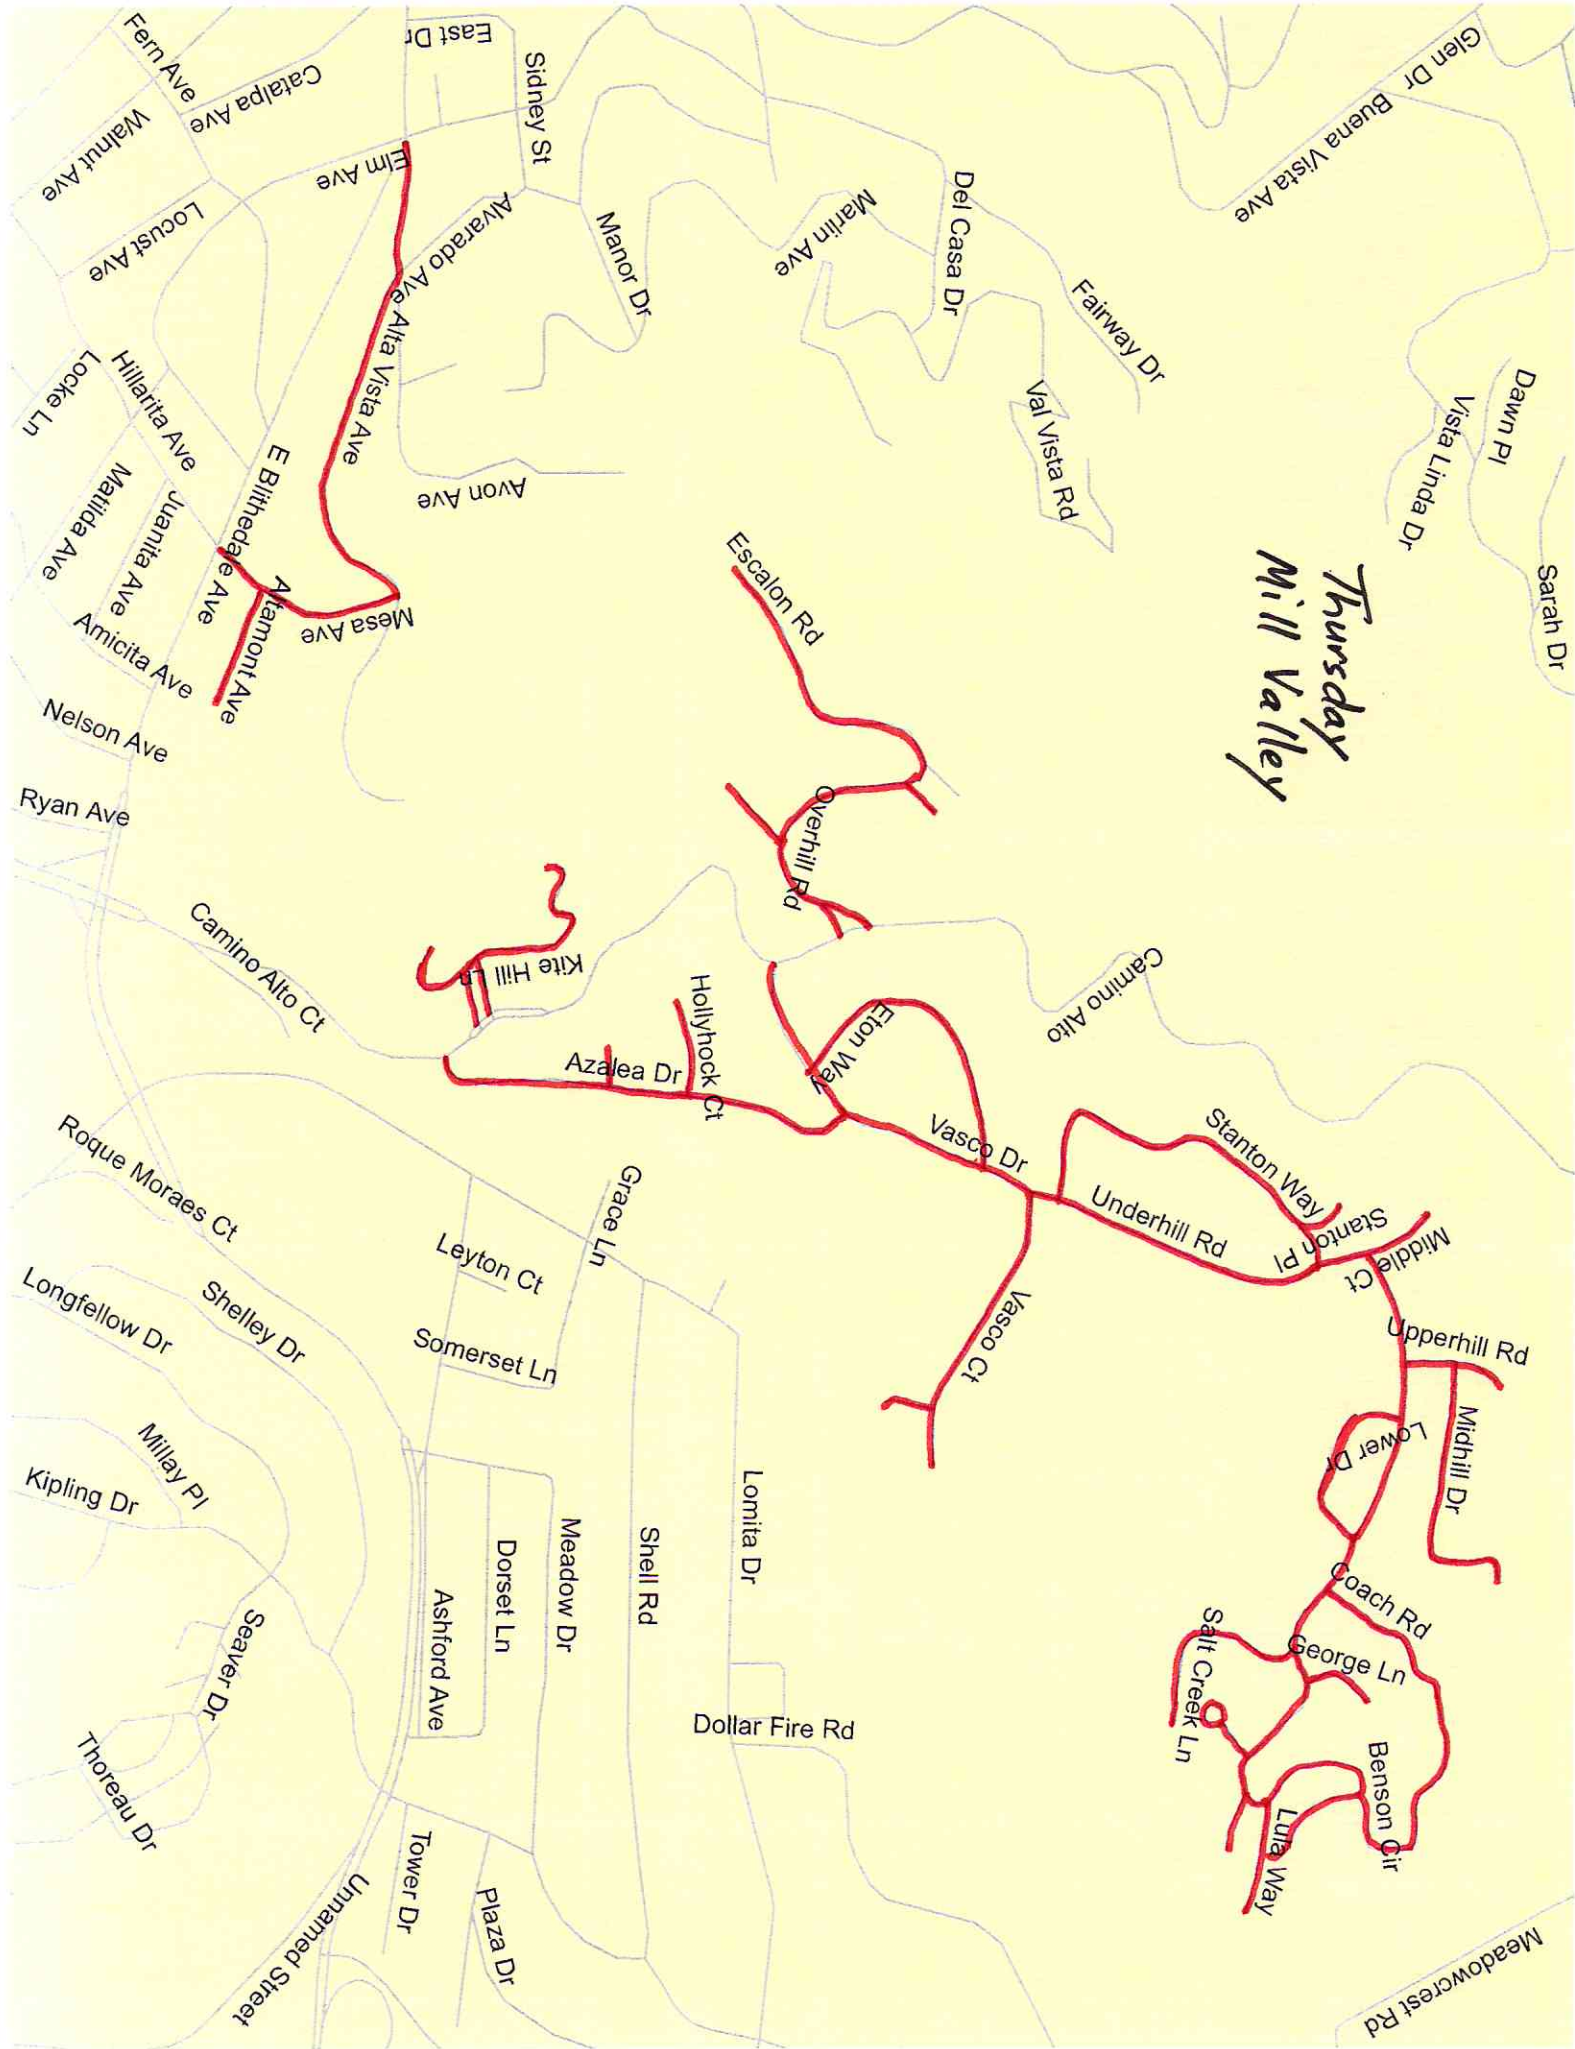 Fern Ave
Catalpa Ave
Walnut Ave
East Dr
Sidney St
Elm Ave
Locust Ave
Alvarado Ave
Manor Dr
Marlin Ave
Del Casa Dr
Glen Dr
Buena Vista Ave
Fairway Dr
Val Vista Rd
Dawn Pl
Vista Linda Dr
Sarah Dr
Locke Ln
Hillarita Ave
Alta Vista Ave
Avon Ave
Matilda Ave
Juanita Ave
E Blithedale Ave
Amicita Ave
Altamont Ave
Mesa Ave
Escalon Rd
Thursday
Mill Valley
Nelson Ave
Ryan Ave
Overhill Rd
Camino Alto Ct
Kite Hill Ln
Hollyhock Ct
Azalea Dr
Eton Way
Camino Alto
Vasco Dr
Stanton Way
Stanton Pl
Middle Ct
Underhill Rd
Vasco Ct
Upperhill Rd
Lower Dr
Midhill Dr
Roque Moraes Ct
Grace Ln
Leyton Ct
Somerset Ln
Longfellow Dr
Shelley Dr
Millay Pl
Kipling Dr
Ashford Ave
Dorset Ln
Meadow Dr
Shell Rd
Lomita Dr
Coach Rd
George Ln
Salt Creek Ln
Benson Cir
Lula Way
Seaver Dr
Thoreau Dr
Dollar Fire Rd
Tower Dr
Plaza Dr
Unnamed Street
Meadowcrest Rd